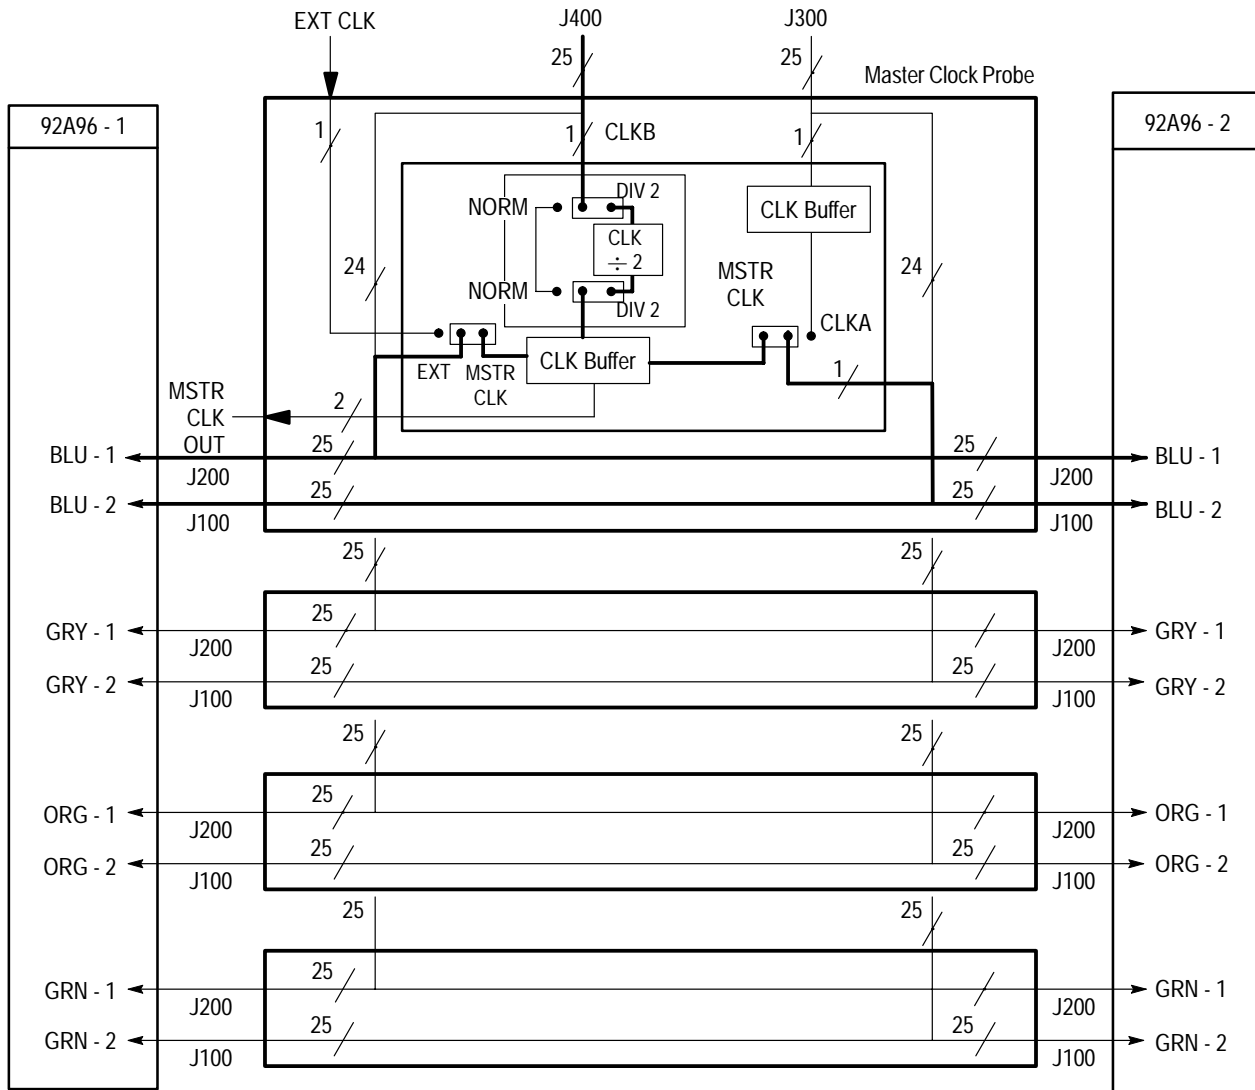 EXT CLK
J400
J300
25
25
Master Clock Probe
92A96 - 1
92A96 - 2
1
1
CLKB
1
NORM
DIV 2
CLK Buffer
CLK
÷ 2
24
MSTR
CLK
24
NORM
DIV 2
CLKA
CLK Buffer
EXT
MSTR
CLK
1
MSTR
CLK
OUT
2
BLU - 1
J200
25
25
J200
BLU - 1
BLU - 2
J100
25
25
J100
BLU - 2
25
25
GRY - 1
J200
25
J200
GRY - 1
GRY - 2
J100
25
25
J100
GRY - 2
25
25
ORG - 1
J200
25
J200
ORG - 1
ORG - 2
J100
25
25
J100
ORG - 2
25
25
GRN - 1
J200
25
J200
GRN - 1
GRN - 2
J100
25
25
J100
GRN - 2